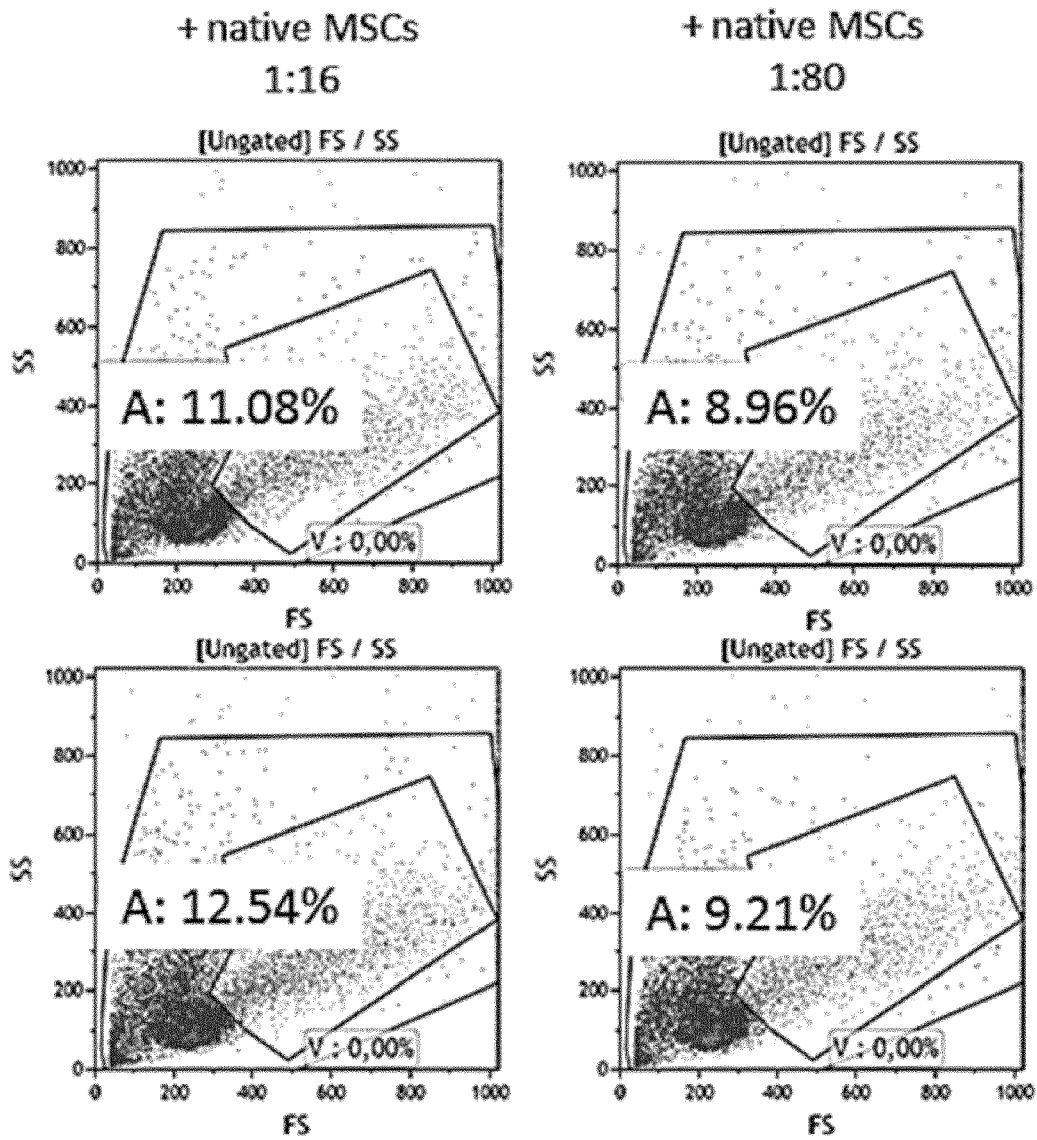 + native MSCs
1:16
+ native MSCs
1:80
[Ungated] FS / SS
1000
800
600
400
200
0
SS
A: 11.08%
V : 0,00%
0 200 400 600 800 1000
FS
[Ungated] FS / SS
1000
800
600
400
200
0
SS
A: 8.96%
V : 0,00%
0 200 400 600 800 1000
FS
[Ungated] FS / SS
1000
800
600
400
200
0
SS
A: 12.54%
V : 0,00%
0 200 400 600 800 1000
FS
[Ungated] FS / SS
1000
800
600
400
200
0
SS
A: 9.21%
V : 0,00%
0 200 400 600 800 1000
FS